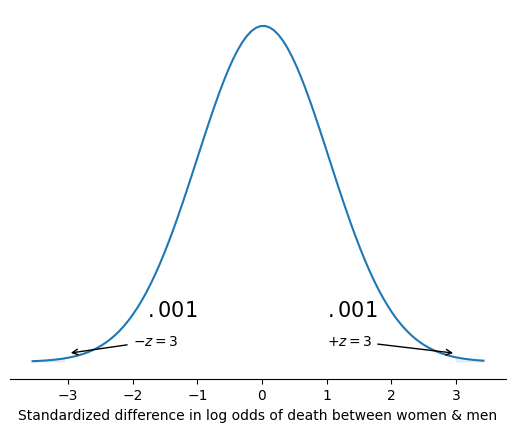 .001 .001
−z = 3 +z = 3
−3 −2 −1 0 1 2 3
Standardized difference in log odds of death between women & men